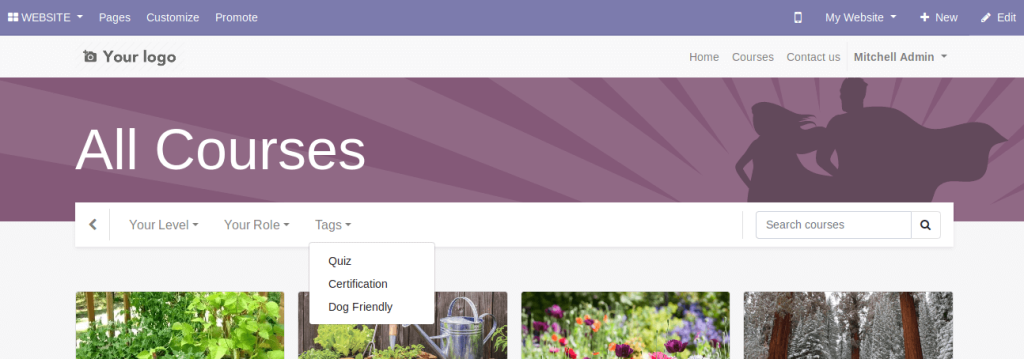 WEBSITE Pages Customize Promote My Website New Edit
Your logo Home Courses Contact us Mitchell Admin
All Courses
Your Level Your Role Tags Search courses
Quiz
Certification
Dog Friendly